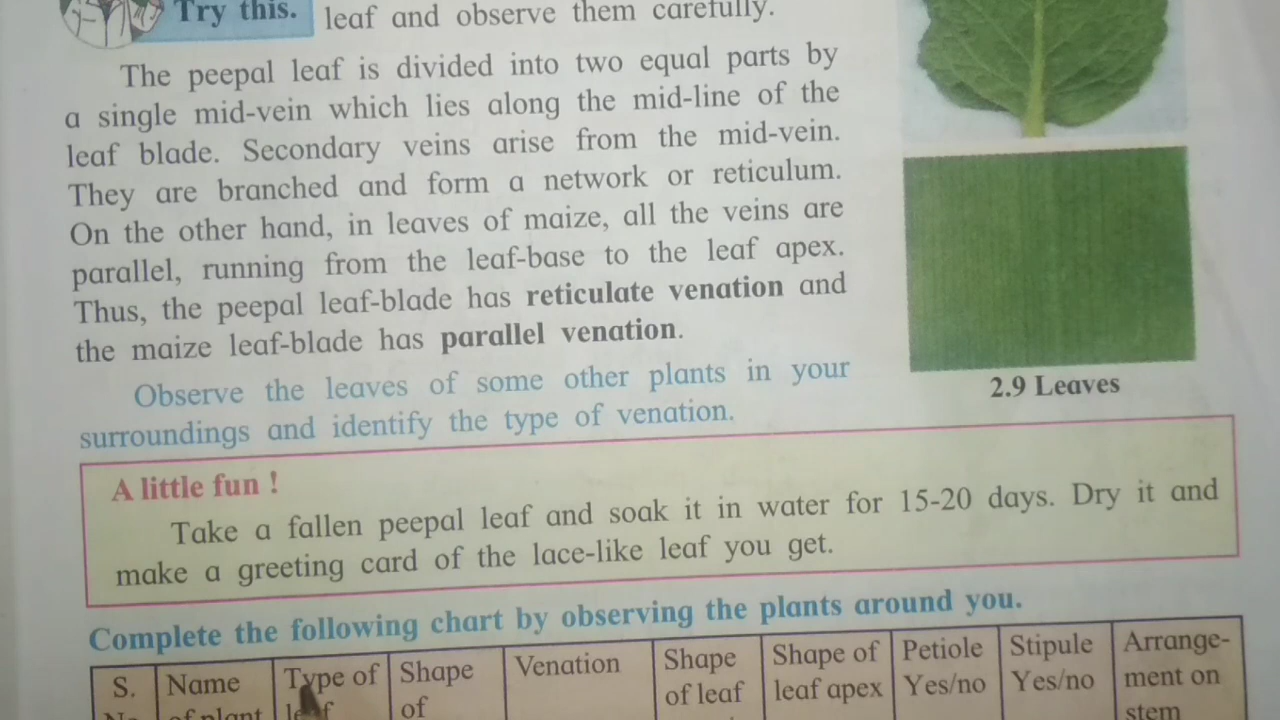 Try this.
leaf and observe them carefully.
The peepal leaf is divided into two equal parts by
a single mid-vein which lies along the mid-line of the
leaf blade. Secondary veins arise from the mid-vein.
They are branched and form a network or reticulum.
On the other hand, in leaves of maize, all the veins are
parallel, running from the leaf-base to the leaf apex.
Thus, the peepal leaf-blade has reticulate venation and
the maize leaf-blade has parallel venation.
Observe the leaves of some other plants in your
surroundings and identify the type of venation.
2.9 Leaves
A little fun !
Take a fallen peepal leaf and soak it in water for 15-20 days. Dry it and
make a greeting card of the lace-like leaf you get.
Complete the following chart by observing the plants around you.
S.
Name
of plant
Type of
leaf
Shape
of
Venation
Shape
of leaf
Shape of
leaf apex
Petiole
Yes/no
Stipule
Yes/no
Arrange-
ment on
stem